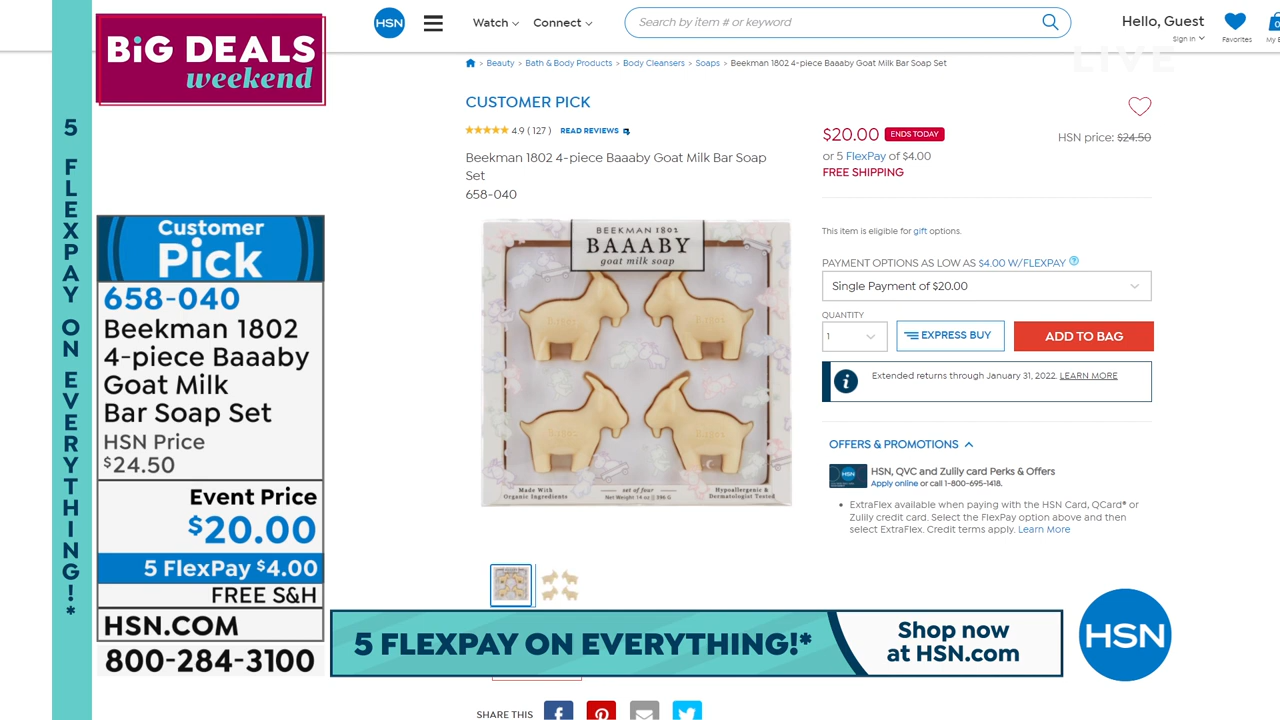 BiG DEALS
weekend
5 FLEXPAY ON EVERYTHING!*
Customer
Pick
658-040
Beekman 1802
4-piece Baaaby
Goat Milk
Bar Soap Set
HSN Price
$24.50
Event Price
$20.00
5 FlexPay $4.00
FREE S&H
HSN.COM
800-284-3100
HSN
Watch
Connect
Search by item # or keyword
Hello, Guest
Sign In
Favorites
0
LIVE
> Beauty > Bath & Body Products > Body Cleansers > Soaps > Beekman 1802 4-piece Baaaby Goat Milk Bar Soap Set
CUSTOMER PICK
4.9 ( 127 ) READ REVIEWS
Beekman 1802 4-piece Baaaby Goat Milk Bar Soap
Set
658-040
BEEKMAN 1802
BAAABY
goat milk soap
Made With
Organic Ingredients
set of four
Net Weight 14 oz || 396 G
Hypoallergenic &
Dermatologist Tested
$20.00 ENDS TODAY HSN price: $24.50
or 5 FlexPay of $4.00
FREE SHIPPING
This item is eligible for gift options.
PAYMENT OPTIONS AS LOW AS $4.00 W/FLEXPAY ?
Single Payment of $20.00
QUANTITY
1
EXPRESS BUY
ADD TO BAG
i
Extended returns through January 31, 2022. LEARN MORE
OFFERS & PROMOTIONS
HSN
HSN, QVC and Zulily card Perks & Offers
Apply online or call 1-800-695-1418.
• ExtraFlex available when paying with the HSN Card, QCard® or
Zulily credit card. Select the FlexPay option above and then
select ExtraFlex. Credit terms apply. Learn More
5 FLEXPAY ON EVERYTHING!*
Shop now
at HSN.com
HSN
SHARE THIS